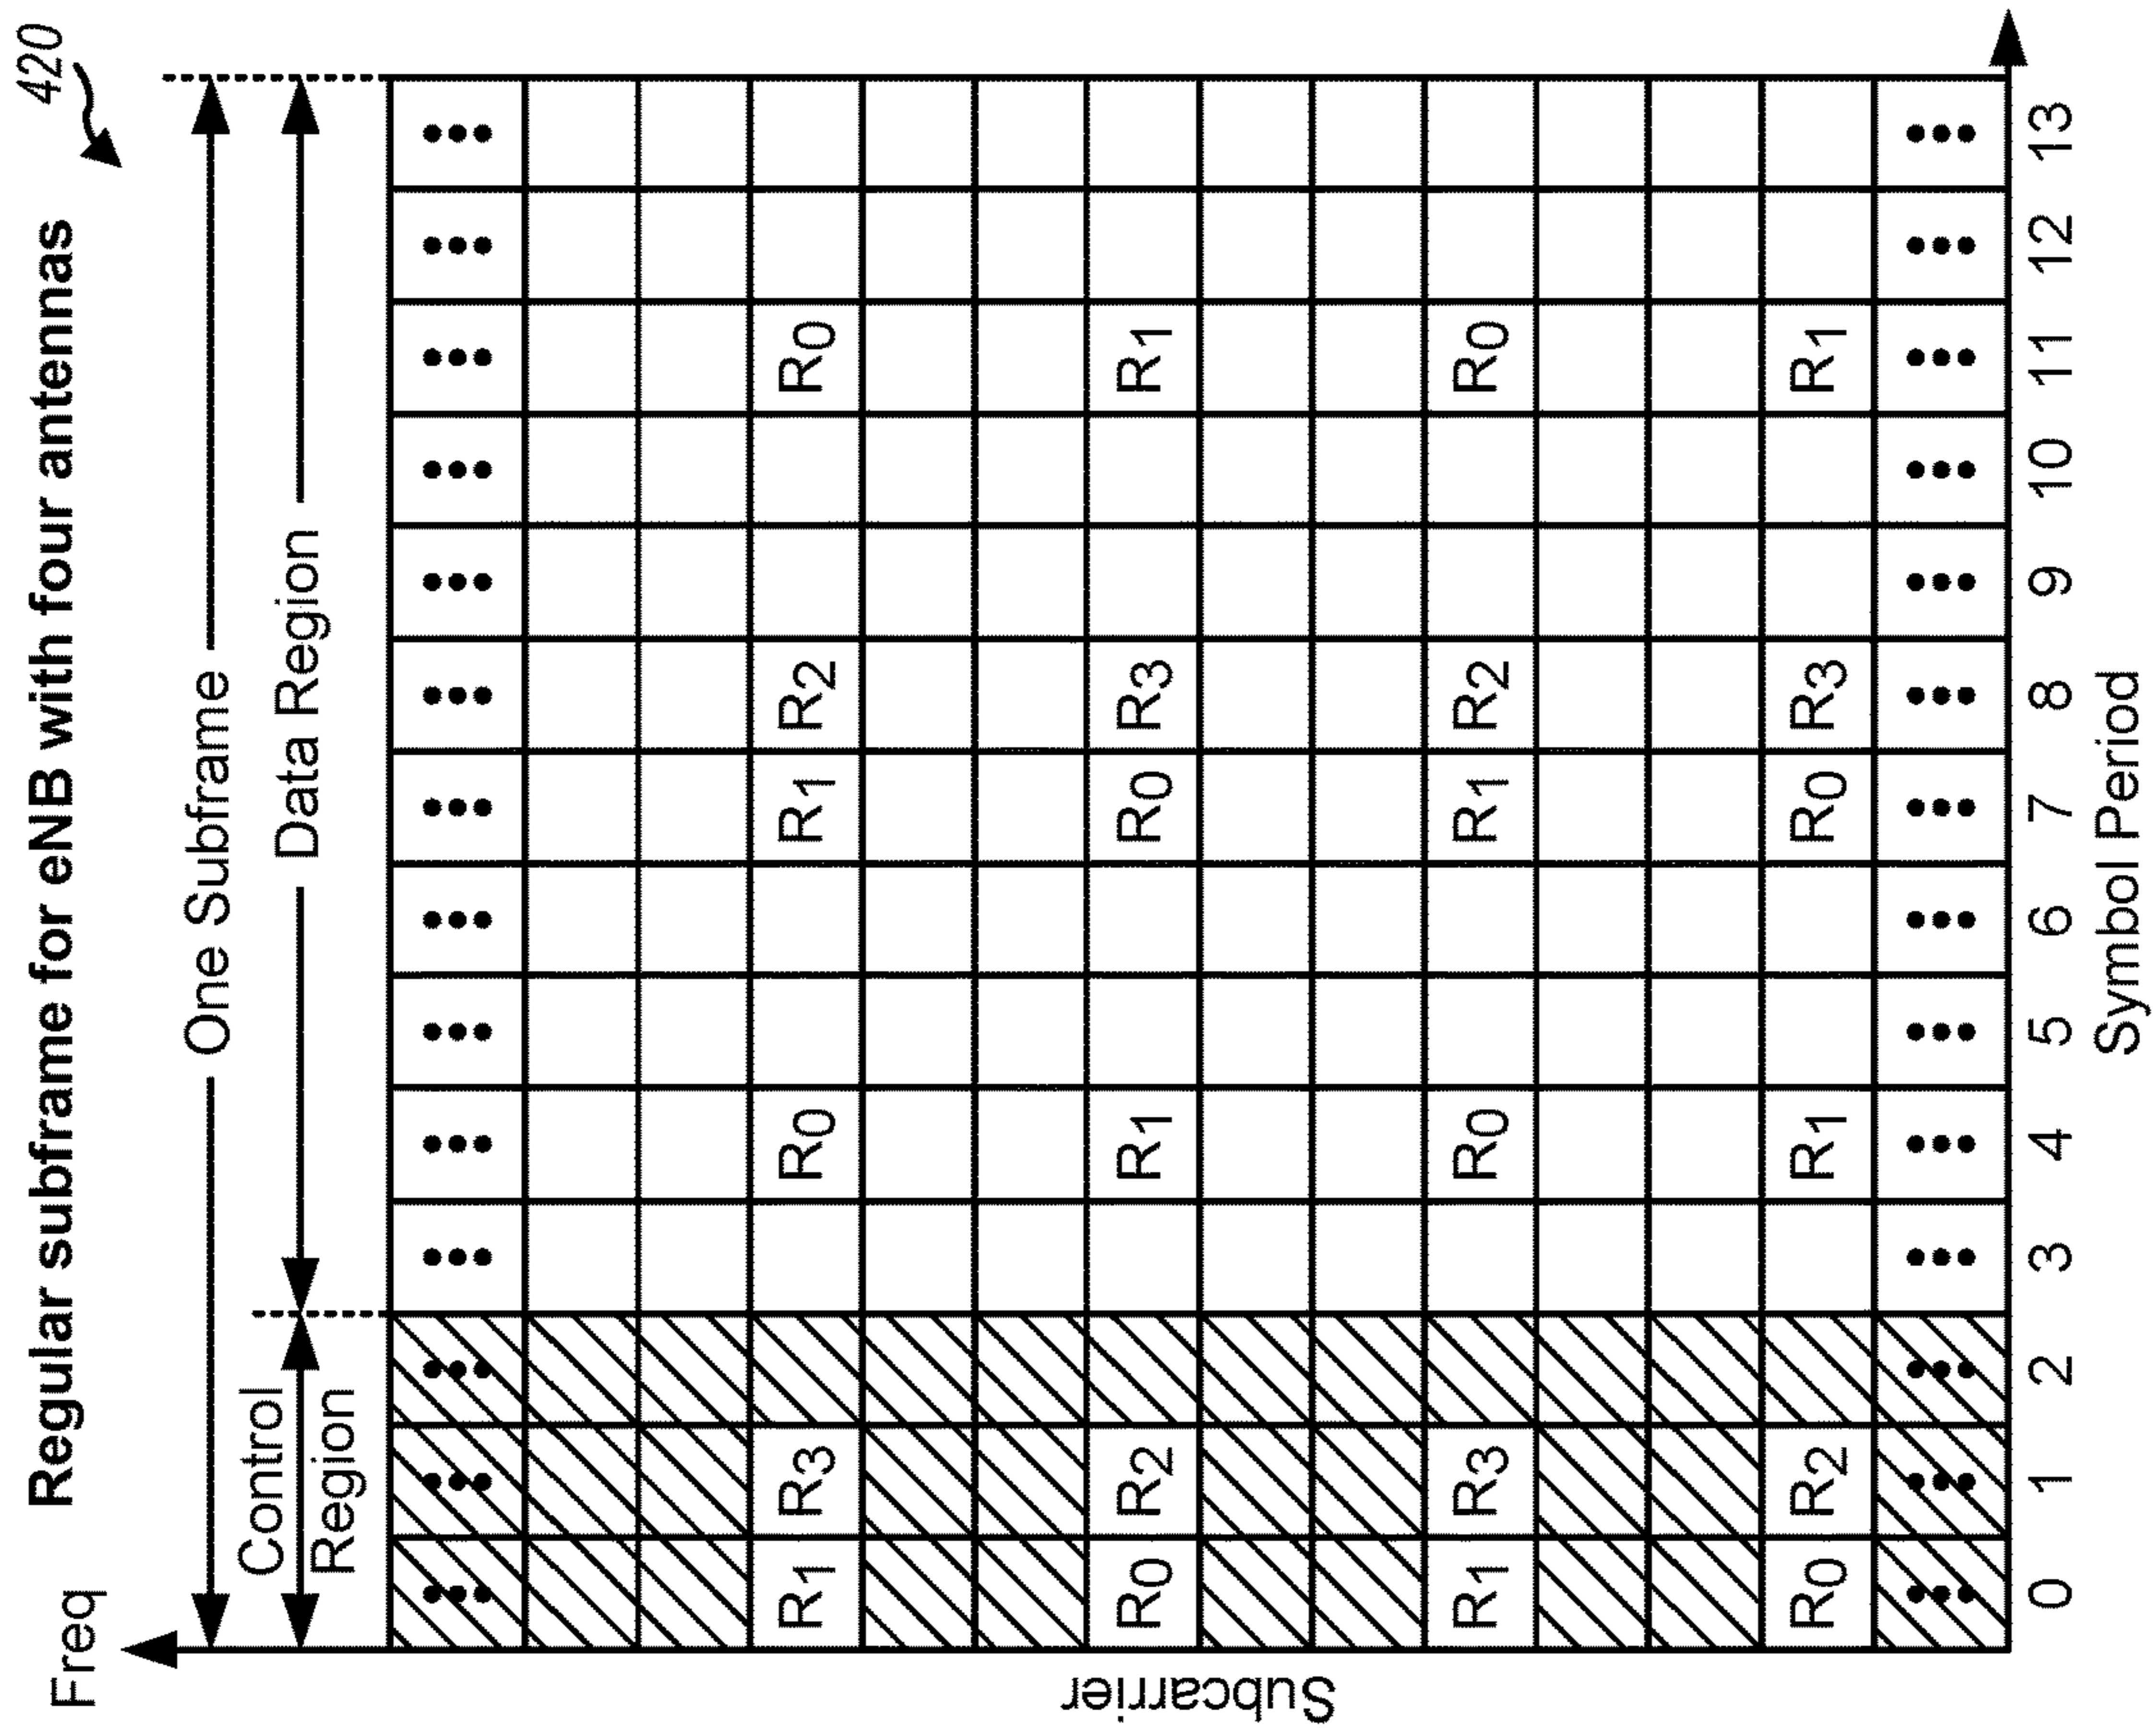 Regular subframe for eNB with four antennas
420
Freq
One Subframe
Control
Region
Data Region
R1 R3 R0 R1 R2 R0
R0 R2 R1 R0 R3 R1
R1 R3 R0 R1 R2 R0
R0 R2 R1 R0 R3 R1
Subcarrier
0 1 2 3 4 5 6 7 8 9 10 11 12 13
Symbol Period